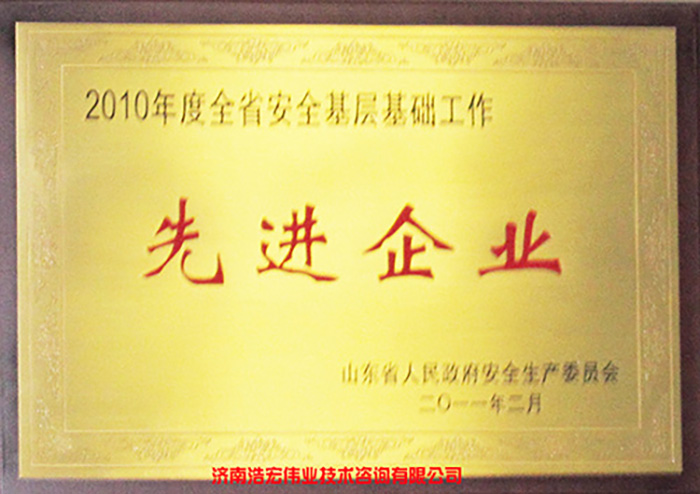 2010年度全省安全基层基础工作
先进企业
山东省人民政府安全生产委员会
二〇一一年二月
济南浩宏伟业技术咨询有限公司